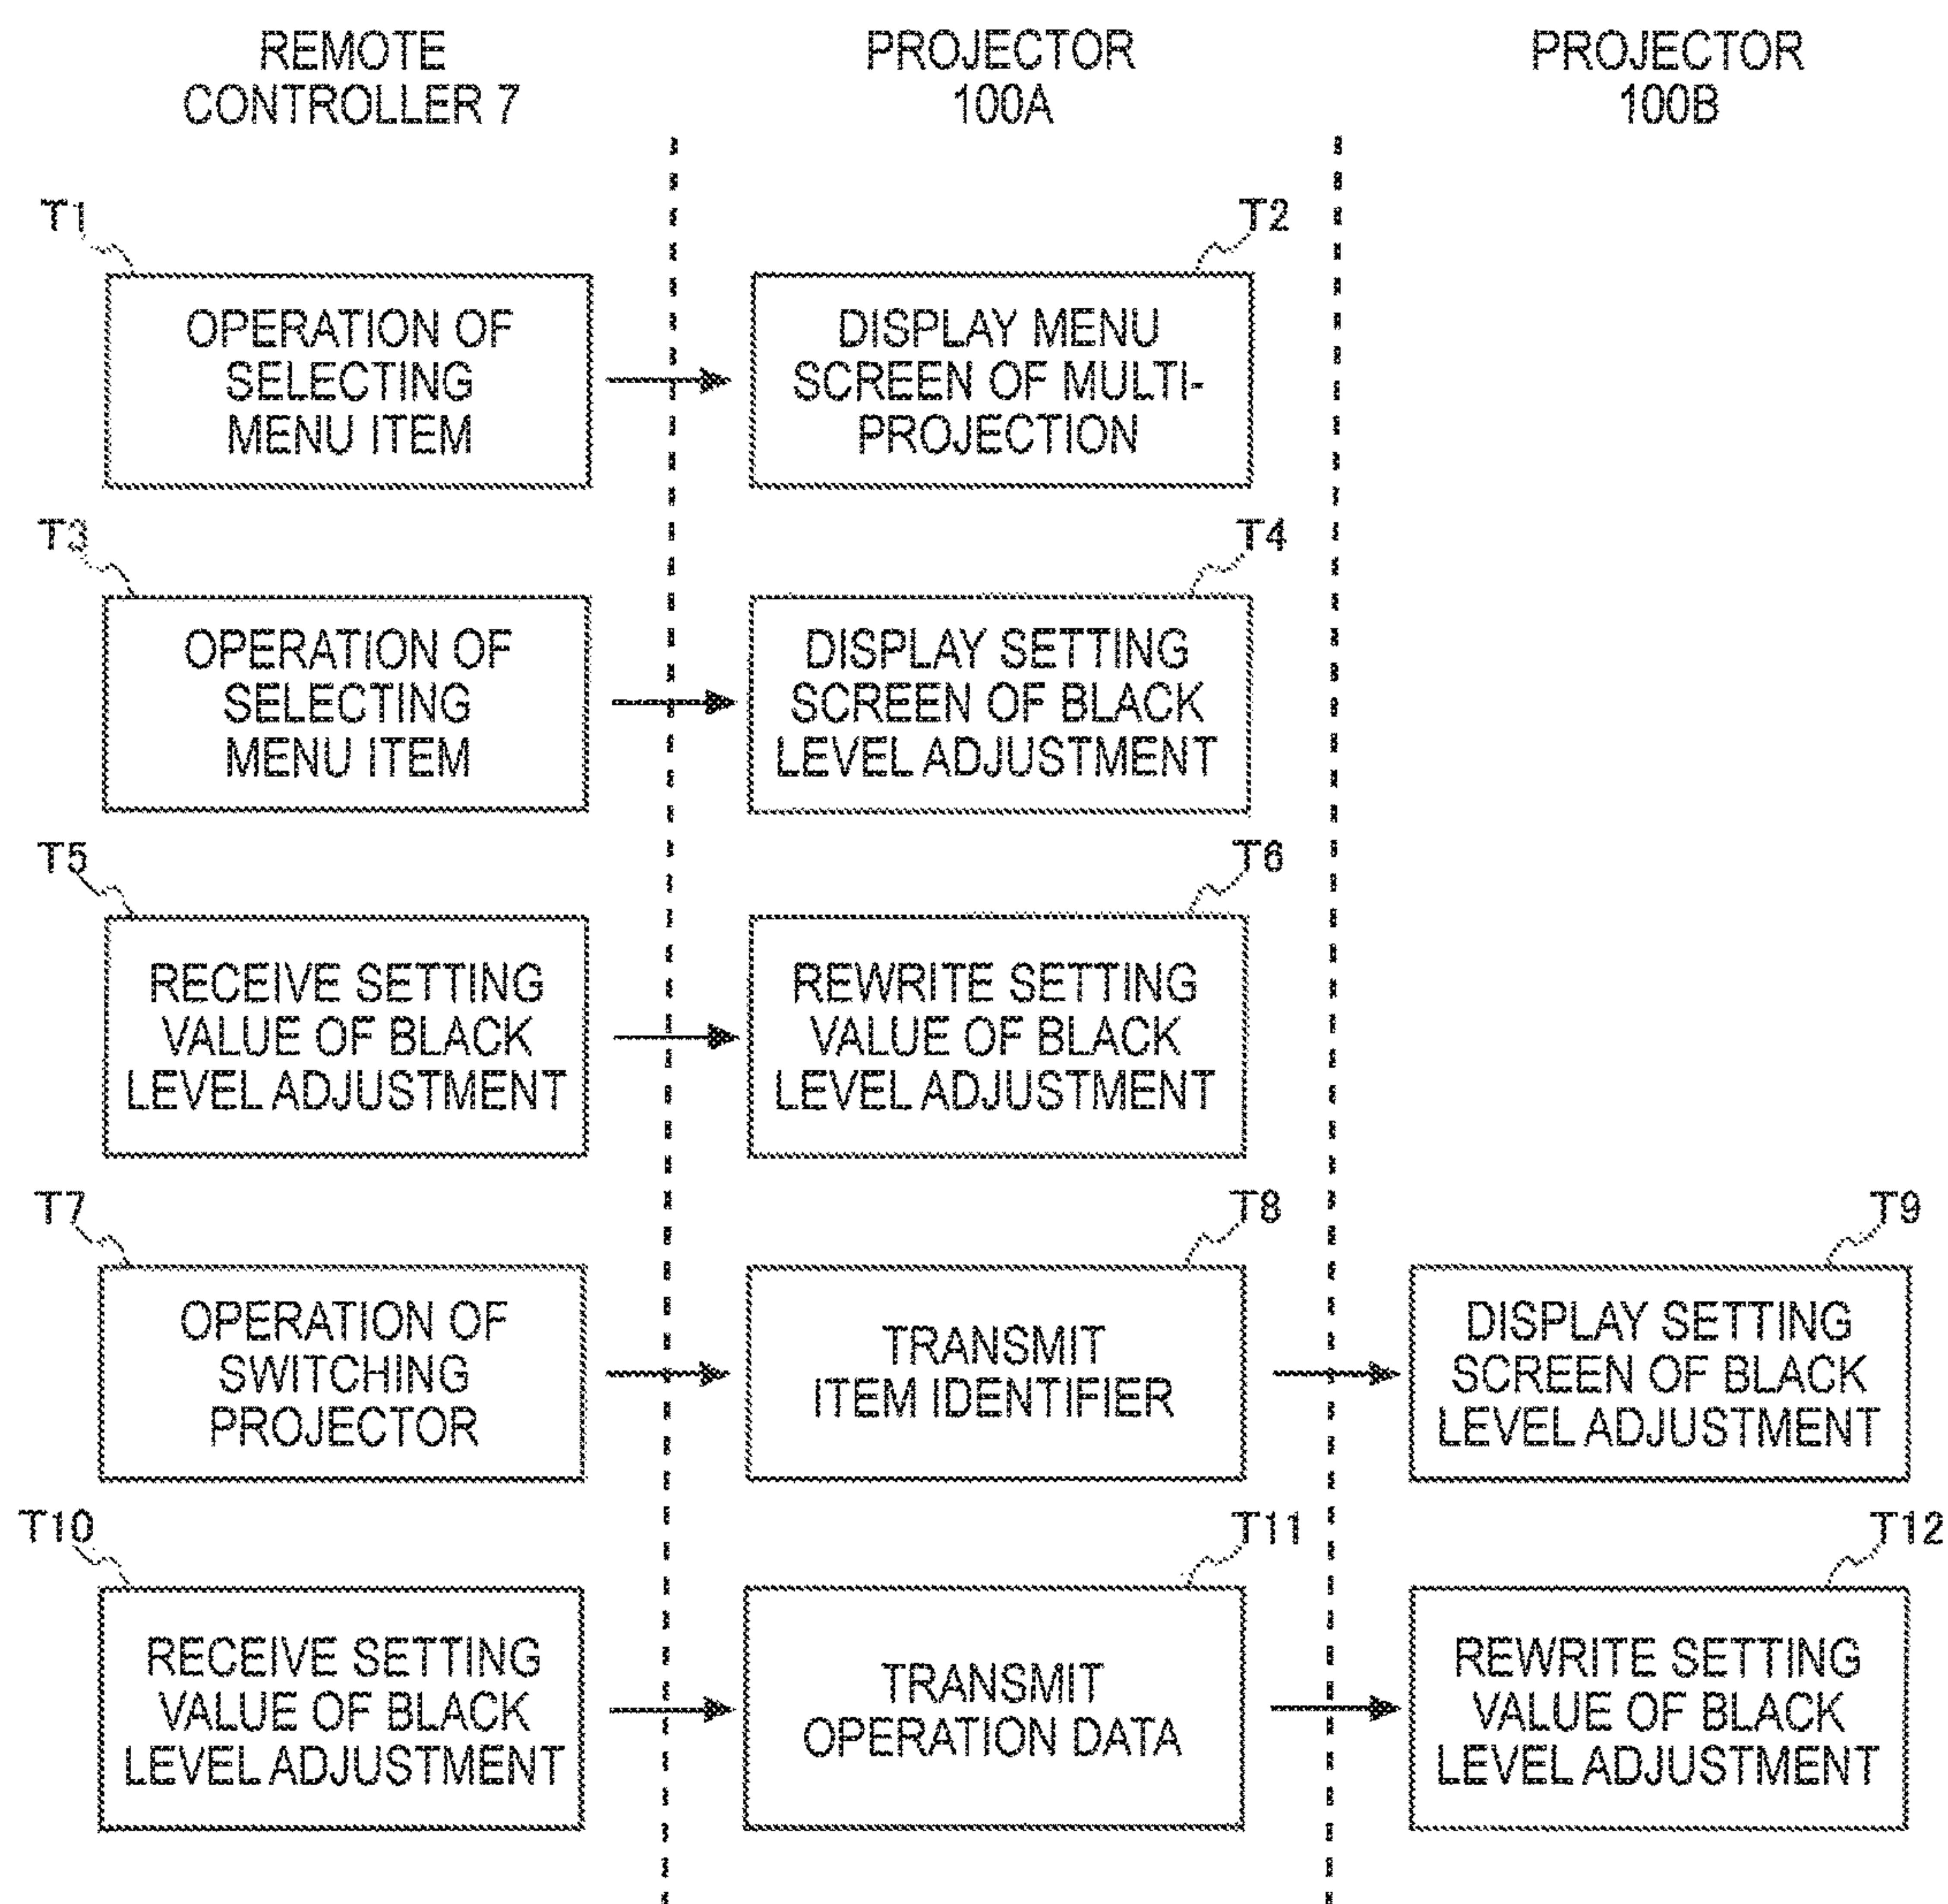 REMOTE
CONTROLLER 7
PROJECTOR
100A
PROJECTOR
100B
T1
OPERATION OF
SELECTING
MENU ITEM
T2
DISPLAY MENU
SCREEN OF MULTI-
PROJECTION
T3
OPERATION OF
SELECTING
MENU ITEM
T4
DISPLAY SETTING
SCREEN OF BLACK
LEVEL ADJUSTMENT
T5
RECEIVE SETTING
VALUE OF BLACK
LEVEL ADJUSTMENT
T6
REWRITE SETTING
VALUE OF BLACK
LEVEL ADJUSTMENT
T7
OPERATION OF
SWITCHING
PROJECTOR
T8
TRANSMIT
ITEM IDENTIFIER
T9
DISPLAY SETTING
SCREEN OF BLACK
LEVEL ADJUSTMENT
T10
RECEIVE SETTING
VALUE OF BLACK
LEVEL ADJUSTMENT
T11
TRANSMIT
OPERATION DATA
T12
REWRITE SETTING
VALUE OF BLACK
LEVEL ADJUSTMENT